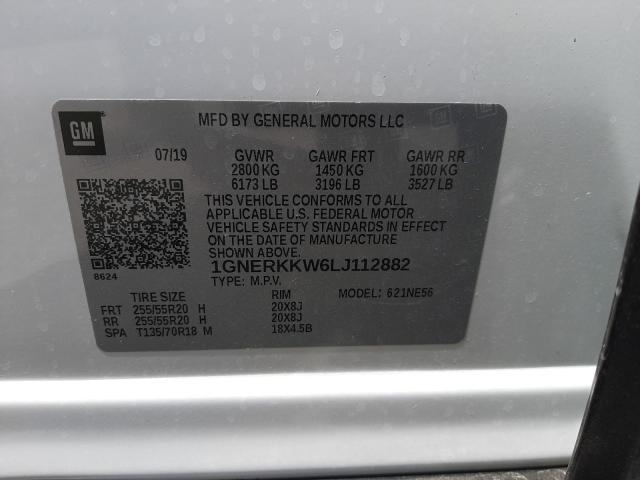 GM
MFD BY GENERAL MOTORS LLC
07/19 GVWR GAWR FRT GAWR RR
2800 KG 1450 KG 1600 KG
6173 LB 3196 LB 3527 LB
THIS VEHICLE CONFORMS TO ALL
APPLICABLE U.S. FEDERAL MOTOR
VEHICLE SAFETY STANDARDS IN EFFECT
ON THE DATE OF MANUFACTURE
SHOWN ABOVE.
8624
1GNERKKW6LJ112882
TYPE: M.P.V.
TIRE SIZE RIM MODEL: 621NE56
FRT 255/55R20 H 20X8J
RR 255/55R20 H 20X8J
SPA T135/70R18 M 18X4.5B